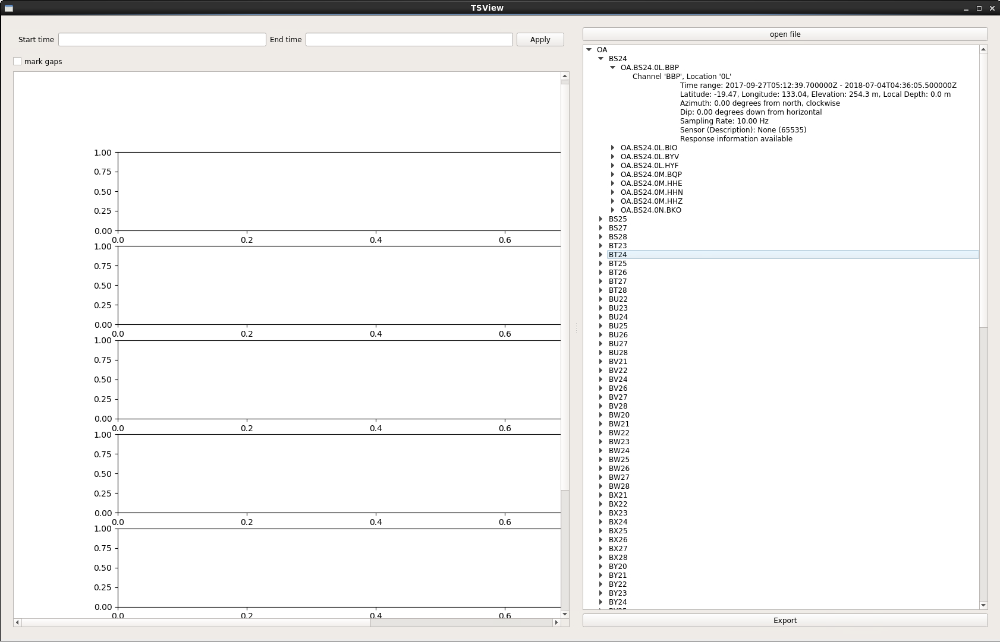 TSView
Start time
End time
Apply
mark gaps
1.00
0.75
0.50
0.25
0.00
0.0 0.2 0.4 0.6
1.00
0.75
0.50
0.25
0.00
0.0 0.2 0.4 0.6
1.00
0.75
0.50
0.25
0.00
0.0 0.2 0.4 0.6
1.00
0.75
0.50
0.25
0.00
0.0 0.2 0.4 0.6
1.00
0.75
0.50
0.25
0.00
0.0 0.2 0.4 0.6
open file
OA
BS24
OA.BS24.0L.BBP
Channel 'BBP', Location '0L'
Time range: 2017-09-27T05:12:39.700000Z - 2018-07-04T04:36:05.500000Z
Latitude: -19.47, Longitude: 133.04, Elevation: 254.3 m, Local Depth: 0.0 m
Azimuth: 0.00 degrees from north, clockwise
Dip: 0.00 degrees down from horizontal
Sampling Rate: 10.00 Hz
Sensor (Description): None (65535)
Response information available
OA.BS24.0L.BIO
OA.BS24.0L.BYV
OA.BS24.0L.HYF
OA.BS24.0M.BQP
OA.BS24.0M.HHE
OA.BS24.0M.HHN
OA.BS24.0M.HHZ
OA.BS24.0N.BKO
BS25
BS27
BS28
BT23
BT24
BT25
BT26
BT27
BT28
BU22
BU23
BU24
BU25
BU26
BU27
BU28
BV21
BV22
BV24
BV26
BV27
BV28
BW20
BW21
BW22
BW23
BW24
BW25
BW26
BW27
BW28
BX21
BX22
BX23
BX24
BX25
BX26
BX27
BX28
BY20
BY21
BY22
BY23
BY24
Export